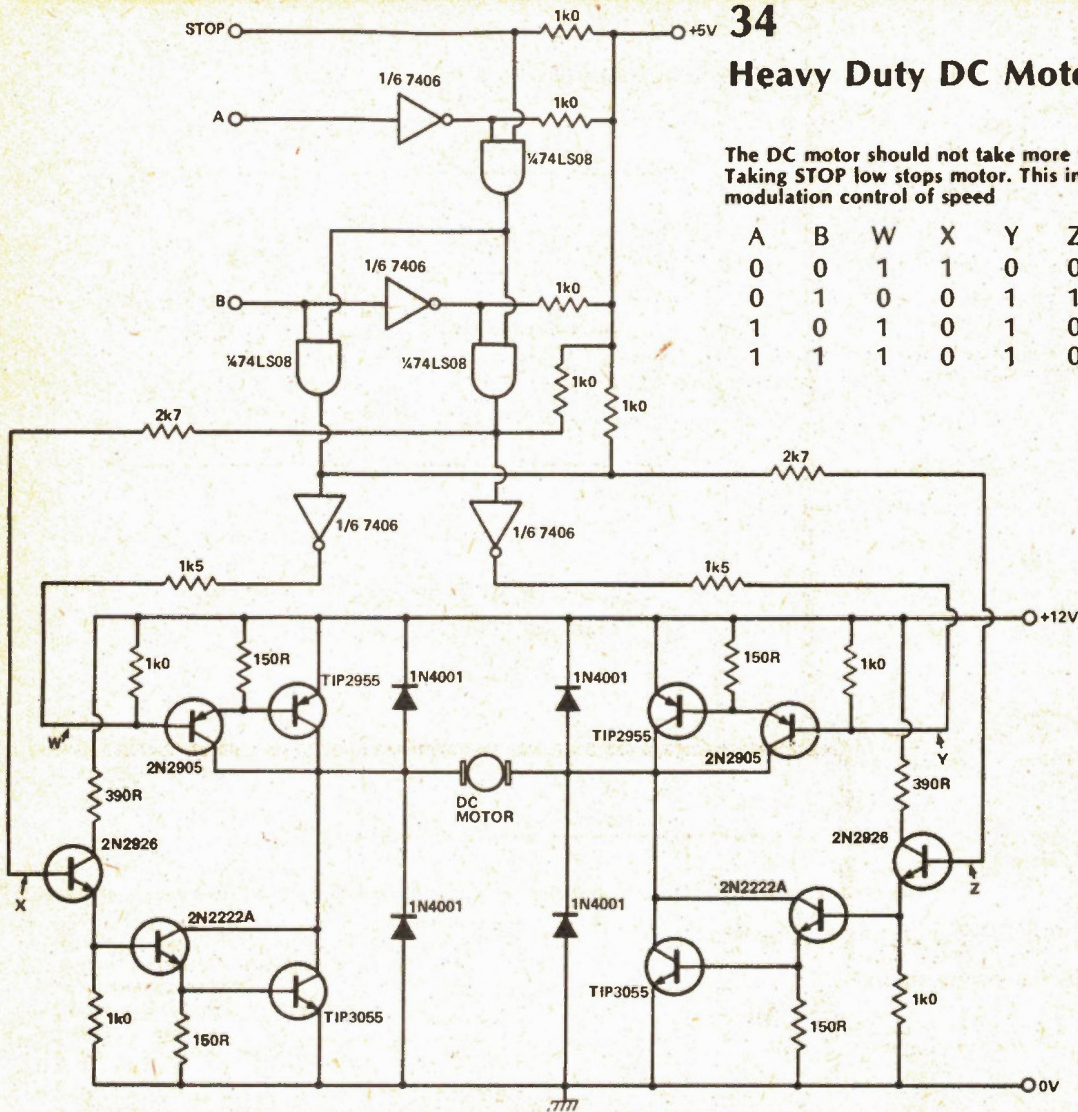 STOP
1k0
+5V
34
Heavy Duty DC Moto
1/6 7406
A
1k0
¼74LS08
The DC motor should not take more
Taking STOP low stops motor. This in
modulation control of speed
A B W X Y Z
0 0 1 1 0 0
0 1 0 0 1 1
1 0 1 0 1 0
1 1 1 0 1 0
1/6 7406
B
1k0
¼74LS08
¼74LS08
1k0
1k0
2k7
2k7
1/6 7406
1/6 7406
1k5
1k5
+12V
1k0
150R
TIP2955
1N4001
1N4001
150R
1k0
W
2N2905
TIP2955
2N2905
Y
390R
DC
MOTOR
390R
2N2926
2N2926
X
2N2222A
1N4001
1N4001
2N2222A
Z
TIP3055
TIP3055
1k0
150R
150R
1k0
0V